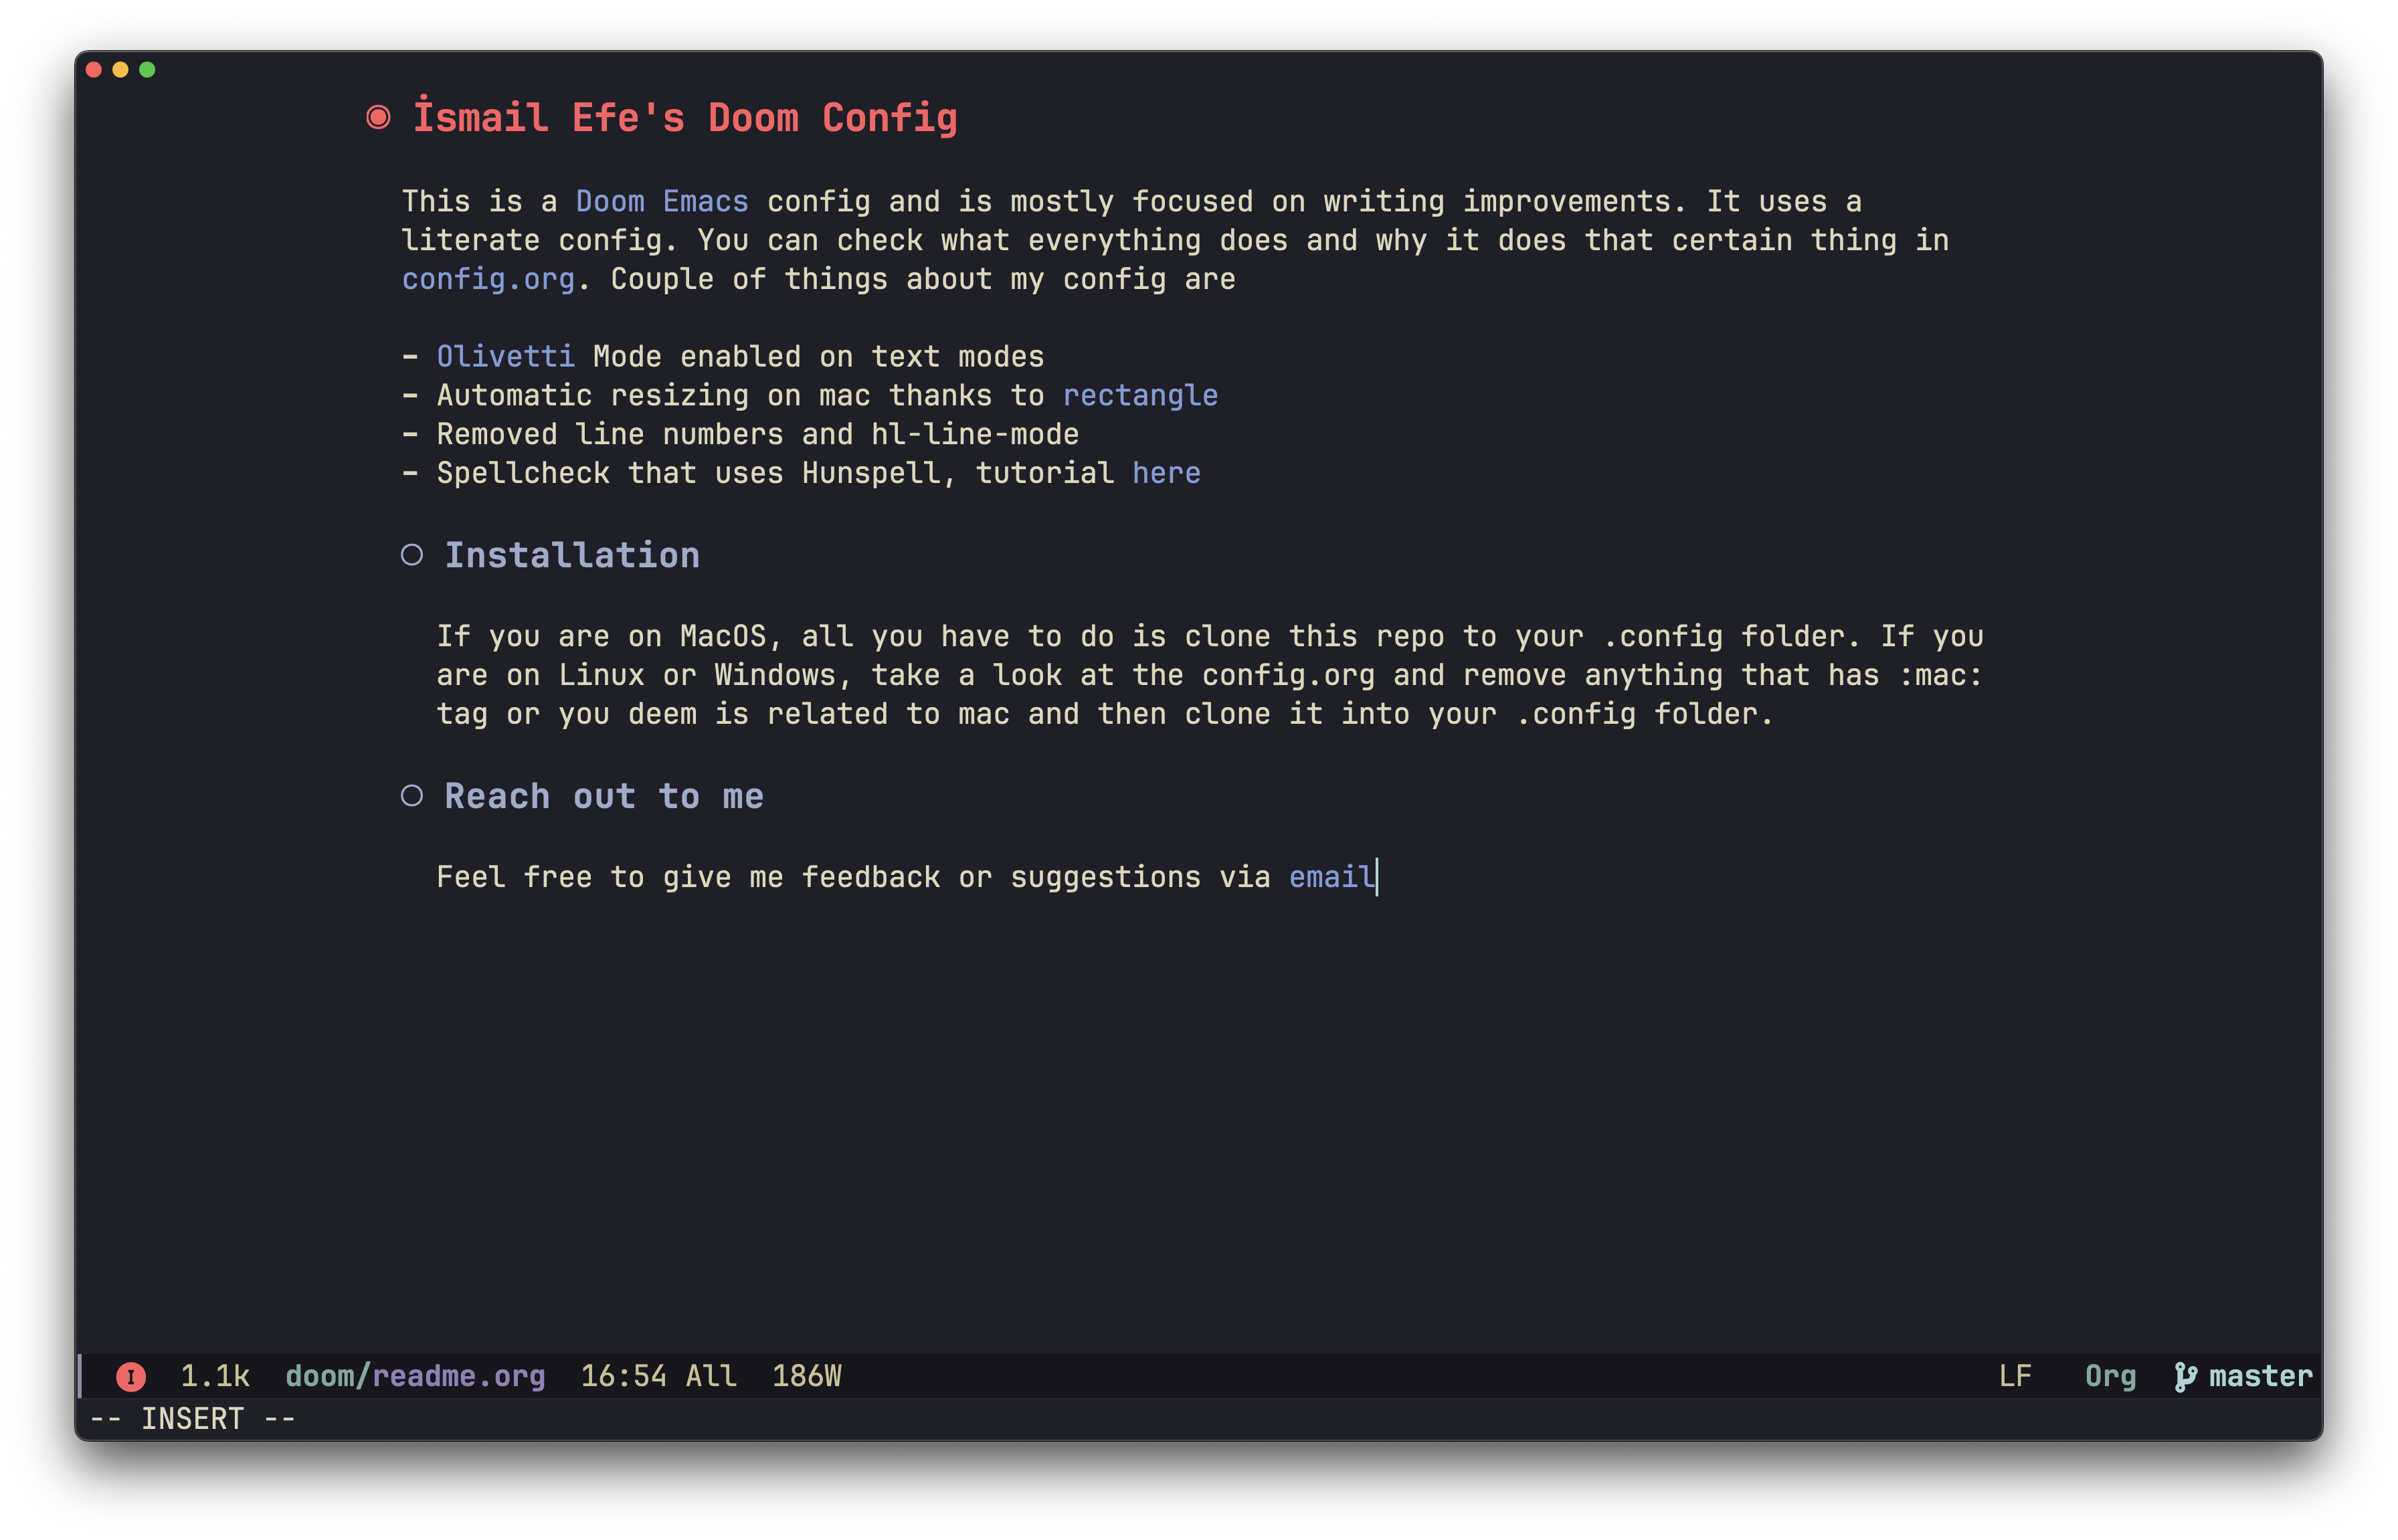 İsmail Efe's Doom Config
This is a Doom Emacs config and is mostly focused on writing improvements. It uses a
literate config. You can check what everything does and why it does that certain thing in
config.org. Couple of things about my config are
- Olivetti Mode enabled on text modes
- Automatic resizing on mac thanks to rectangle
- Removed line numbers and hl-line-mode
- Spellcheck that uses Hunspell, tutorial here
Installation
If you are on MacOS, all you have to do is clone this repo to your .config folder. If you
are on Linux or Windows, take a look at the config.org and remove anything that has :mac:
tag or you deem is related to mac and then clone it into your .config folder.
Reach out to me
Feel free to give me feedback or suggestions via email
I 1.1k doom/readme.org 16:54 All 186W LF Org master
-- INSERT --